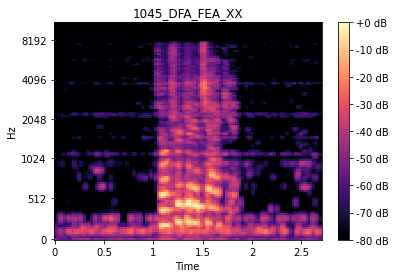 1045_DFA_FEA_XX
Hz
8192
4096
2048
1024
512
0
0 0.5 1 1.5 2 2.5
Time
+0 dB
-10 dB
-20 dB
-30 dB
-40 dB
-50 dB
-60 dB
-70 dB
-80 dB